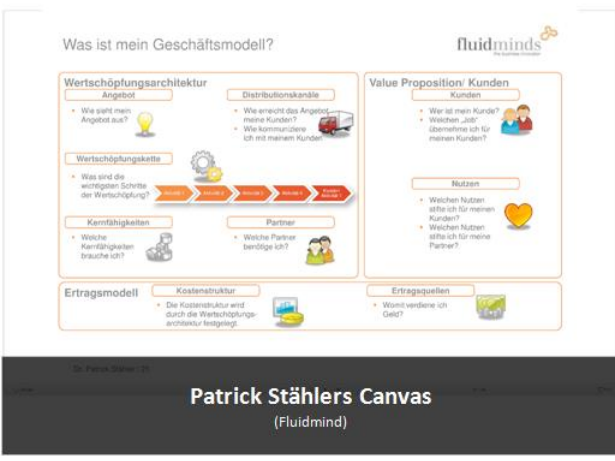 Was ist mein Geschäftsmodell?
fluidminds
the business innovators
Wertschöpfungsarchitektur
Angebot
• Wie sieht mein
Angebot aus?
Distributionskanäle
• Wie erreicht das Angebot
meine Kunden?
• Wie kommuniziere
ich mit meinem Kunden
Wertschöpfungskette
• Was sind die
wichtigsten Schritte
der Wertschöpfung?
Kernfähigkeiten
• Welche
Kernfähigkeiten
brauche ich?
Partner
• Welche Partner
benötige ich?
Value Proposition/ Kunden
Kunden
• Wer ist mein Kunde?
• Welchen „Job“
übernehme ich für
meinen Kunden?
Nutzen
• Welchen Nutzen
stifte ich für meinen
Kunden?
• Welchen Nutzen
stifte ich für meine
Partner?
Ertragsmodell
Kostenstruktur
• Die Kostenstruktur wird
durch die Wertschöpfungs-
architektur festgelegt.
Ertragsquellen
• Womit verdiene ich
Geld?
Patrick Stählers Canvas
(Fluidmind)